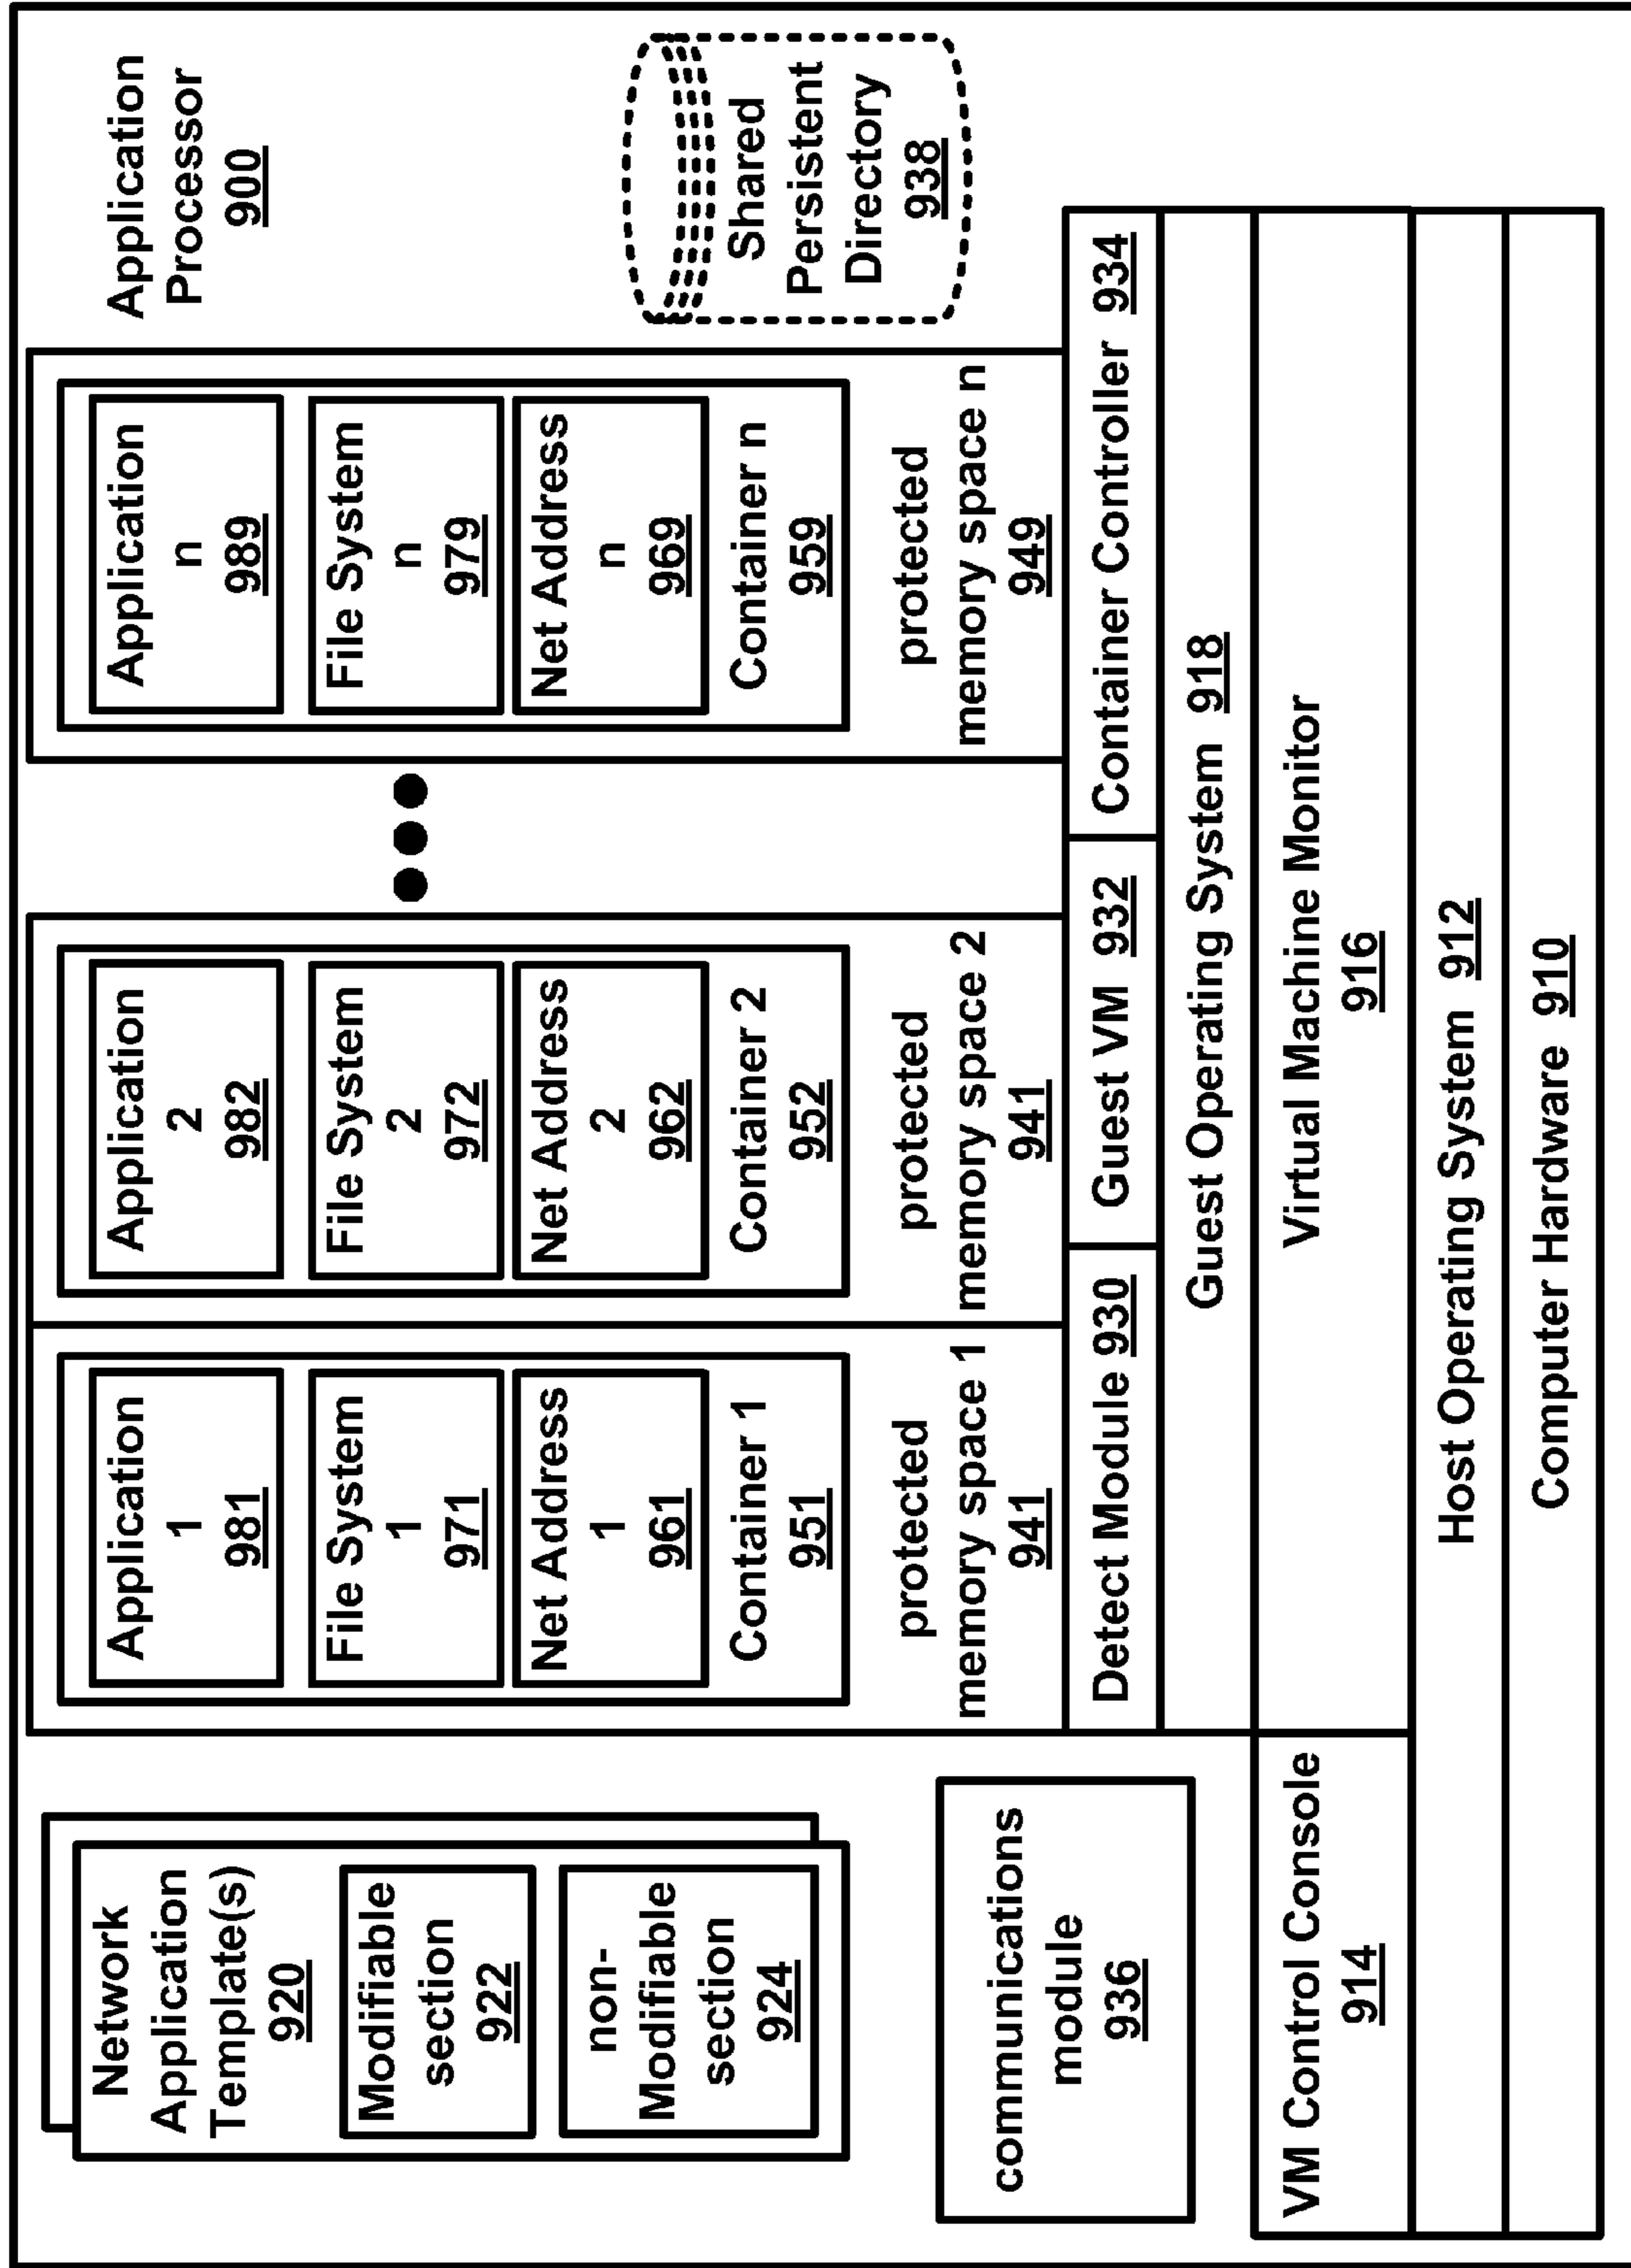 Network
Application
Template(s)
920
Modifiable
section
922
non-
Modifiable
section
924
communications
module
936
Application
1
981
File System
1
971
Net Address
1
961
Container 1
951
protected
memory space 1
941
Application
2
982
File System
2
972
Net Address
2
962
Container 2
952
protected
memory space 2
941
Application
n
989
File System
n
979
Net Address
n
969
Container n
959
protected
memory space n
949
Application
Processor
900
Shared
Persistent
Directory
938
Detect Module 930
Guest VM 932
Container Controller 934
Guest Operating System 918
VM Control Console
914
Virtual Machine Monitor
916
Host Operating System 912
Computer Hardware 910